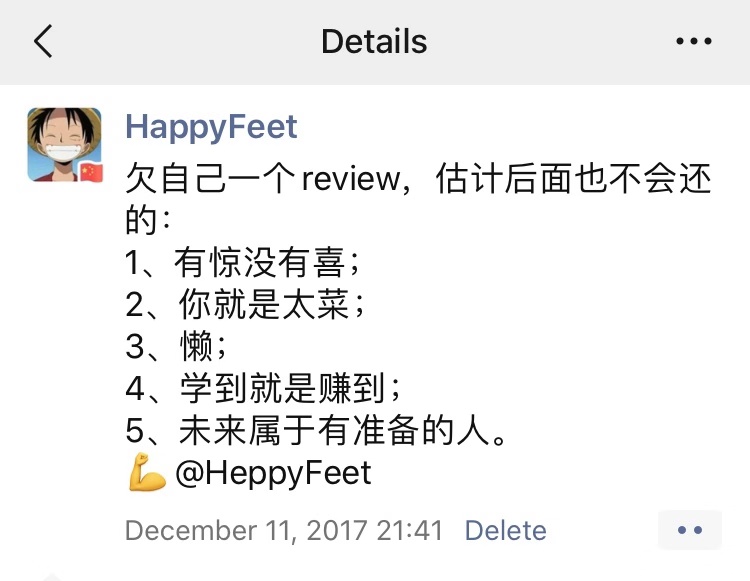 Details
HappyFeet
欠自己一个review，估计后面也不会还
的：
1、有惊没有喜；
2、你就是太菜；
3、懒；
4、学到就是赚到；
5、未来属于有准备的人。
💪@HeppyFeet
December 11, 2017 21:41 Delete